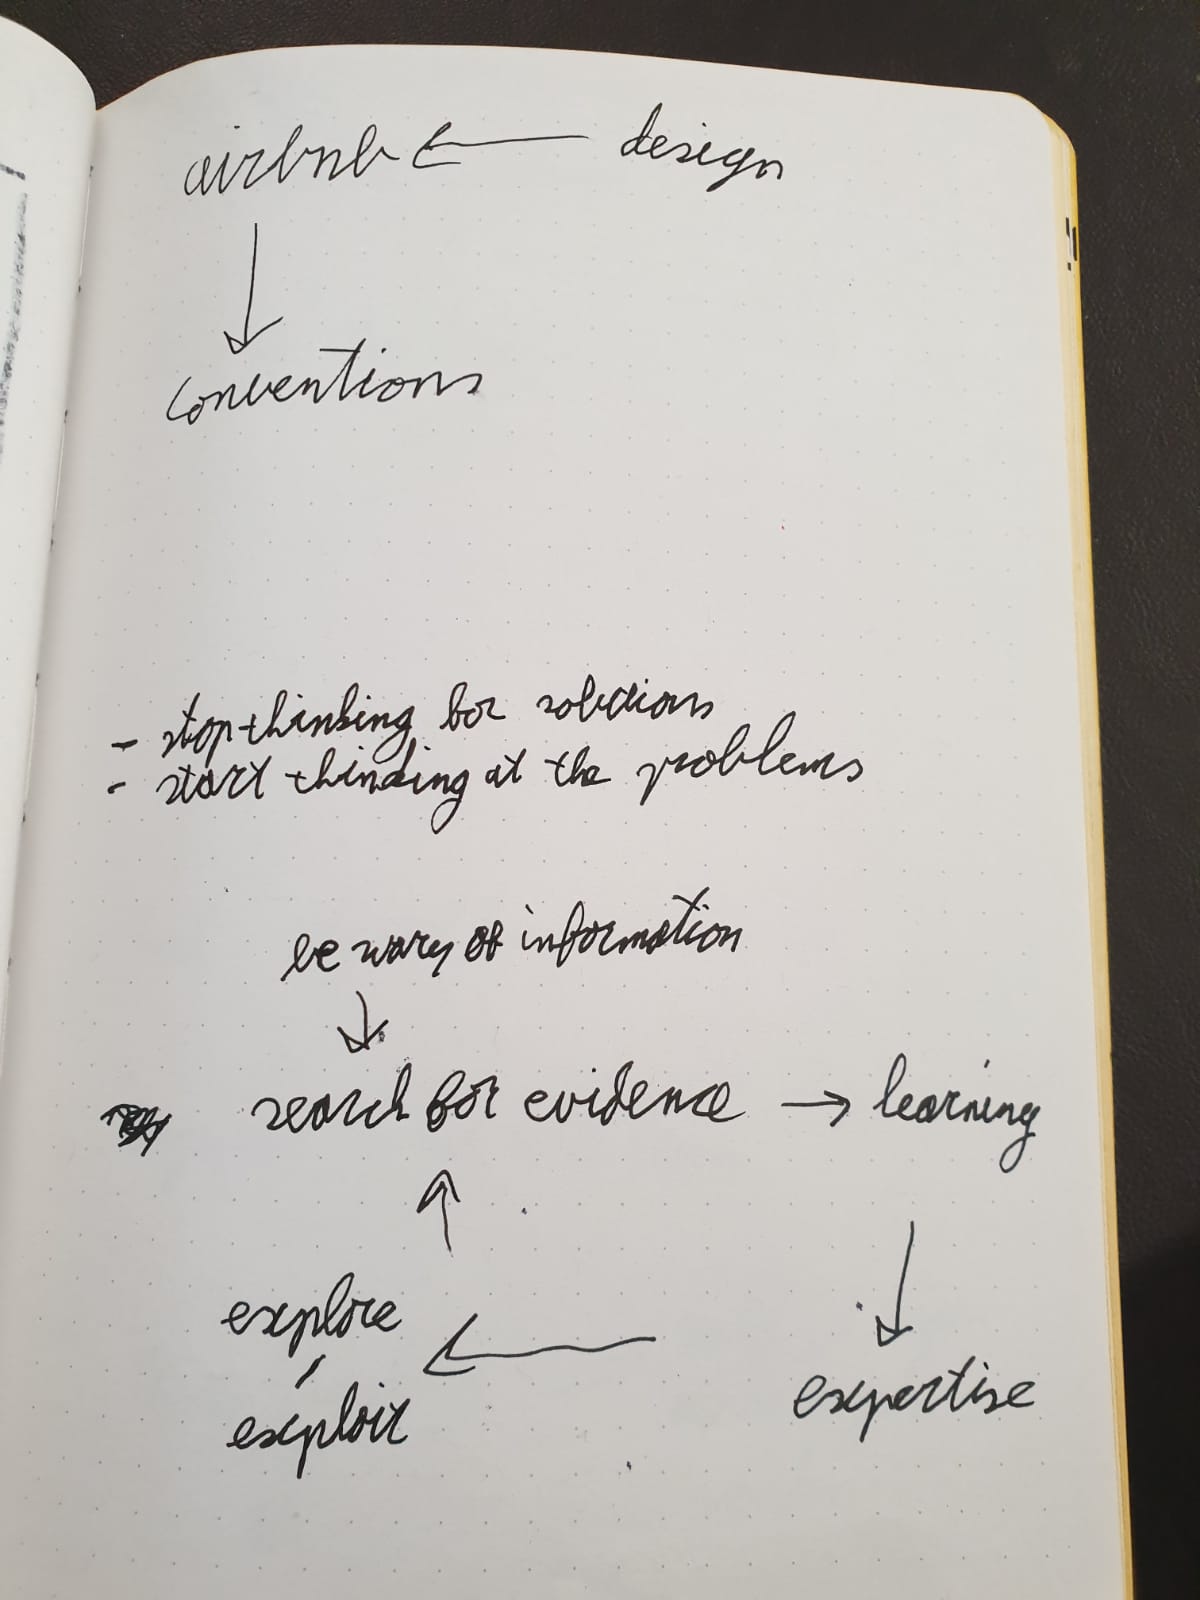 airbnb ← design
↓
conventions
- stop thinking for solutions
- start thinking at the problems
be wary of information
↓
search for evidence → learning
↑ ↓
explore
/ ←
exploit expertise